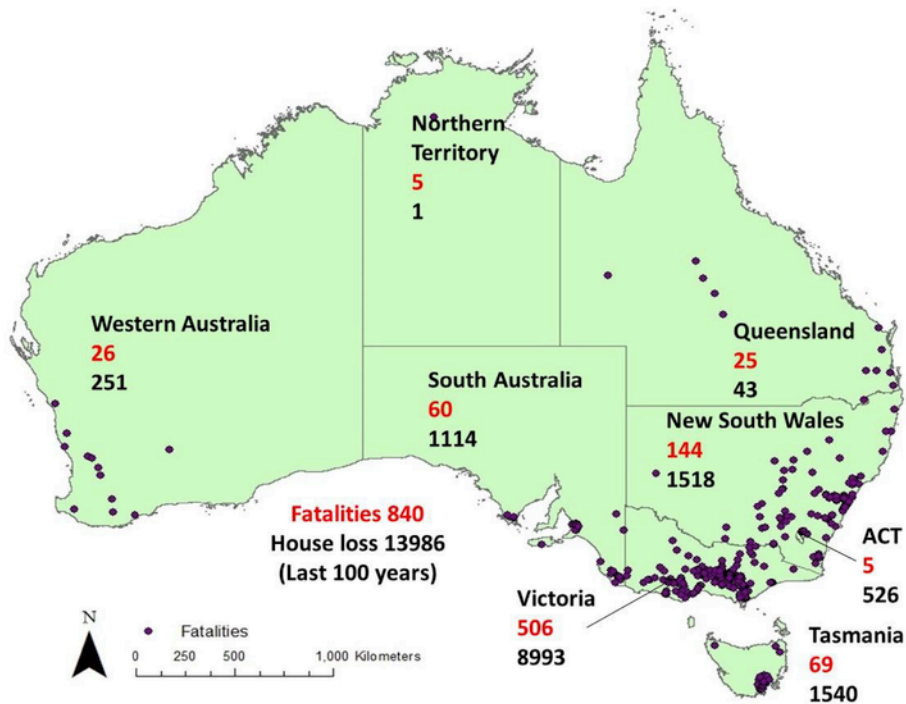 Northern
Territory
5
1
Western Australia
26
251
Queensland
25
43
South Australia
60
1114
New South Wales
144
1518
Fatalities 840
House loss 13986
(Last 100 years)
ACT
5
526
Victoria
506
8993
Tasmania
69
1540
N
Fatalities
0 250 500 1,000 Kilometers